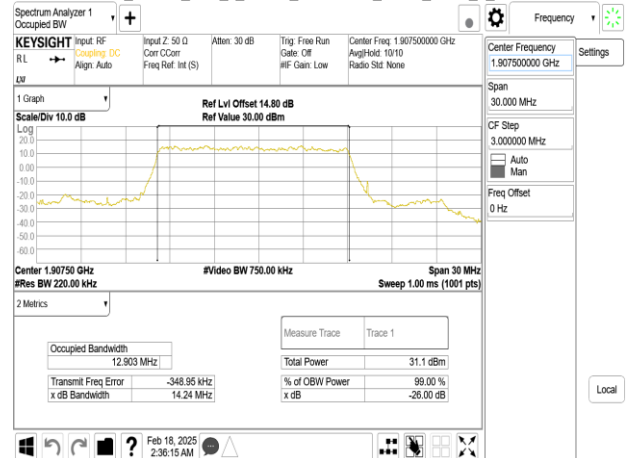 Spectrum Analyzer 1
Occupied BW
Frequency
KEYSIGHT
RL
Input: RF
Coupling: DC
Align: Auto
Input Z: 50 Ω
Corr CCorr
Freq Ref: Int (S)
Atten: 30 dB
Trig: Free Run
Gate: Off
#IF Gain: Low
Center Freq: 1.907500000 GHz
Avg|Hold: 10/10
Radio Std: None
LXI
1 Graph
Scale/Div 10.0 dB
Ref Lvl Offset 14.80 dB
Ref Value 30.00 dBm
Log
20.0
10.0
0.00
-10.0
-20.0
-30.0
-40.0
-50.0
-60.0
Center 1.90750 GHz
#Res BW 220.00 kHz
#Video BW 750.00 kHz
Span 30 MHz
Sweep 1.00 ms (1001 pts)
2 Metrics
Measure Trace
Trace 1
Occupied Bandwidth
12.903 MHz
Total Power
31.1 dBm
Transmit Freq Error
-348.95 kHz
% of OBW Power
99.00 %
x dB Bandwidth
14.24 MHz
x dB
-26.00 dB
Center Frequency
1.907500000 GHz
Settings
Span
30.000 MHz
CF Step
3.000000 MHz
Auto
Man
Freq Offset
0 Hz
Local
?
Feb 18, 2025
2:36:15 AM